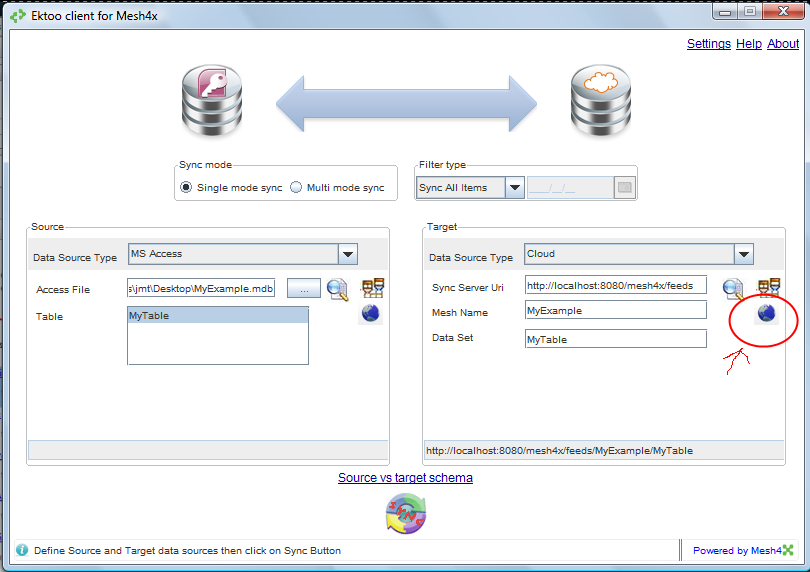 Ektoo client for Mesh4x
Settings Help About
Sync mode
Single mode sync Multi mode sync
Filter type
Sync All Items __/__/__
Source
Data Source Type MS Access
Access File s\jmt\Desktop\MyExample.mdb ...
Table MyTable
Target
Data Source Type Cloud
Sync Server Uri http://localhost:8080/mesh4x/feeds
Mesh Name MyExample
Data Set MyTable
http://localhost:8080/mesh4x/feeds/MyExample/MyTable
Source vs target schema
SYNC
Define Source and Target data sources then click on Sync Button
Powered by Mesh4X